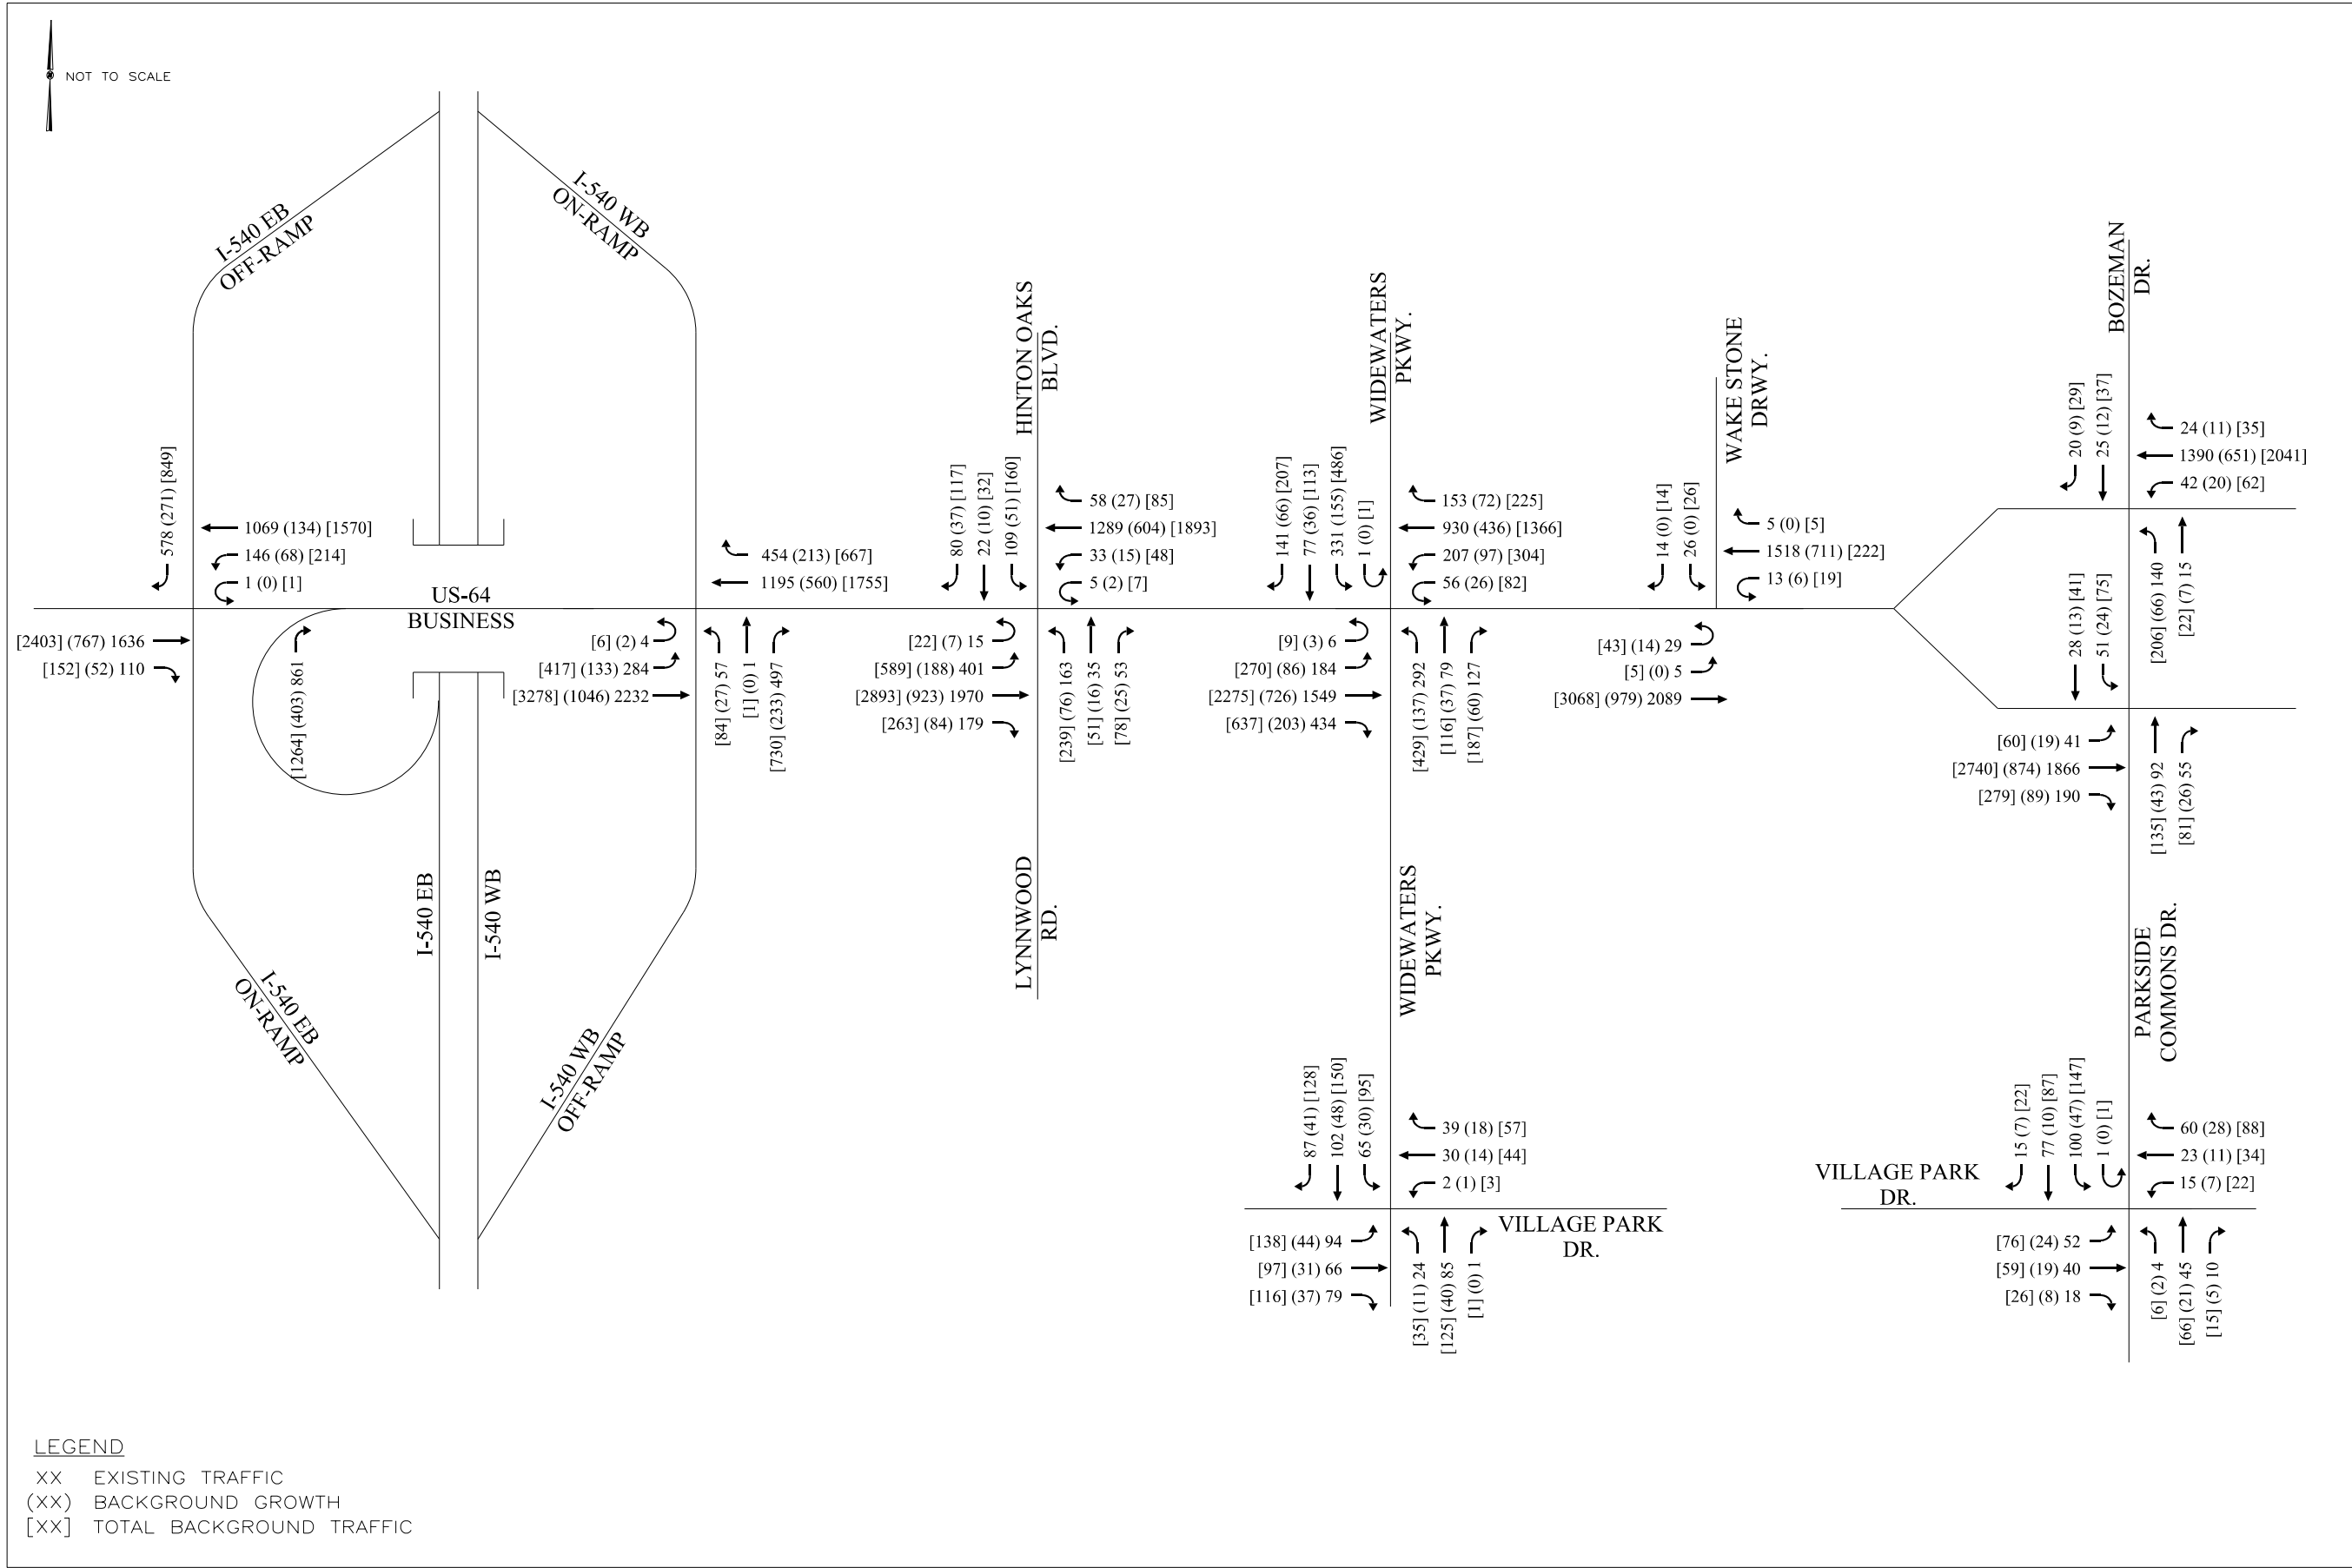 NOT TO SCALE
I-540 EB
OFF-RAMP
I-540 WB
ON-RAMP
578 (271) [849]
1069 (134) [1570]
146 (68) [214]
1 (0) [1]
[2403] (767) 1636
[152] (52) 110
[1264] (403) 861
US-64
BUSINESS
454 (213) [667]
1195 (560) [1755]
[6] (2) 4
[417] (133) 284
[3278] (1046) 2232
[84] (27) 57
[1] (0) 1
[730] (233) 497
I-540 EB
I-540 WB
I-540 EB
ON-RAMP
I-540 WB
OFF-RAMP
HINTON OAKS
BLVD.
80 (37) [117]
22 (10) [32]
109 (51) [160]
58 (27) [85]
1289 (604) [1893]
33 (15) [48]
5 (2) [7]
[22] (7) 15
[589] (188) 401
[2893] (923) 1970
[263] (84) 179
[239] (76) 163
[51] (16) 35
[78] (25) 53
LYNNWOOD
RD.
WIDEWATERS
PKWY.
141 (66) [207]
77 (36) [113]
331 (155) [486]
1 (0) [1]
153 (72) [225]
930 (436) [1366]
207 (97) [304]
56 (26) [82]
[9] (3) 6
[270] (86) 184
[2275] (726) 1549
[637] (203) 434
[429] (137) 292
[116] (37) 79
[187] (60) 127
WIDEWATERS
PKWY.
WAKE STONE
DRWY.
14 (0) [14]
26 (0) [26]
5 (0) [5]
1518 (711) [222]
13 (6) [19]
[43] (14) 29
[5] (0) 5
[3068] (979) 2089
BOZEMAN
DR.
20 (9) [29]
25 (12) [37]
24 (11) [35]
1390 (651) [2041]
42 (20) [62]
[206] (66) 140
[22] (7) 15
28 (13) [41]
51 (24) [75]
[60] (19) 41
[2740] (874) 1866
[279] (89) 190
[135] (43) 92
[81] (26) 55
PARKSIDE
COMMONS DR.
87 (41) [128]
102 (48) [150]
65 (30) [95]
39 (18) [57]
30 (14) [44]
2 (1) [3]
VILLAGE PARK
DR.
[138] (44) 94
[97] (31) 66
[116] (37) 79
[35] (11) 24
[125] (40) 85
[1] (0) 1
15 (7) [22]
77 (10) [87]
100 (47) [147]
1 (0) [1]
60 (28) [88]
23 (11) [34]
15 (7) [22]
VILLAGE PARK
DR.
[76] (24) 52
[59] (19) 40
[26] (8) 18
[6] (2) 4
[66] (21) 45
[15] (5) 10
LEGEND
XX EXISTING TRAFFIC
(XX) BACKGROUND GROWTH
[XX] TOTAL BACKGROUND TRAFFIC